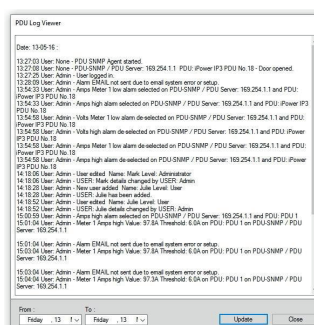 PDU Log Viewer
Date: 13-05-16 :
13:27:03 User: None - PDU SNMP Agent started.
13:27:08 User: None - PDU-SNMP / PDU Server: 169.254.1.1 PDU: iPower IP3 PDU No.18 - Door opened.
13:27:25 User: Admin - User logged in.
13:28:09 User: Admin - Alarm EMAIL not sent due to email system error or setup.
13:54:33 User: Admin - Amps Meter 1 low alarm selected on PDU-SNMP / PDU Server: 169.254.1.1 and PDU:
iPower IP3 PDU No.18
13:54:33 User: Admin - Amps high alarm selected on PDU-SNMP / PDU Server: 169.254.1.1 and PDU: iPower IP3
PDU No.18
13:54:58 User: Admin - Volts Meter 1 low alarm de-selected on PDU-SNMP / PDU Server: 169.254.1.1 and PDU:
iPower IP3 PDU No.18
13:54:58 User: Admin - Volts high alarm de-selected on PDU-SNMP / PDU Server: 169.254.1.1 and PDU: iPower
IP3 PDU No.18
13:54:58 User: Admin - Amps Meter 1 low alarm de-selected on PDU-SNMP / PDU Server: 169.254.1.1 and PDU:
iPower IP3 PDU No.18
13:54:58 User: Admin - Amps high alarm de-selected on PDU-SNMP / PDU Server: 169.254.1.1 and PDU: iPower
IP3 PDU No.18
14:18:06 User: Admin - User edited Name: Mark Level: Administrator
14:18:06 User: Admin - USER: Mark details changed by USER: Admin
14:18:28 User: Admin - New user added Name: Julie Level: User
14:18:28 User: Admin - USER: Julie has been added.
14:18:52 User: Admin - User edited Name: Julie Level: User
14:18:52 User: Admin - USER: Julie details changed by USER: Admin
15:00:59 User: Admin - Amps high alarm selected on PDU-SNMP / PDU Server: 169.254.1.1 and PDU: PDU 1
15:01:04 User: Admin - Meter 1 Amps high Value: 97.8A Threshold: 6.0A on PDU: PDU 1 on PDU-SNMP / PDU
Server: 169.254.1.1
15:01:04 User: Admin - Alarm EMAIL not sent due to email system error or setup.
15:03:04 User: Admin - Meter 1 Amps high Value: 97.8A Threshold: 6.0A on PDU: PDU 1 on PDU-SNMP / PDU
Server: 169.254.1.1
15:03:04 User: Admin - Alarm EMAIL not sent due to email system error or setup.
15:04:04 User: Admin - Meter 1 Amps high Value: 97.3A Threshold: 6.0A on PDU: PDU 1 on PDU-SNMP / PDU
Server: 169.254.1.1
From : To :
Friday , 13 Friday , 13 Update Close